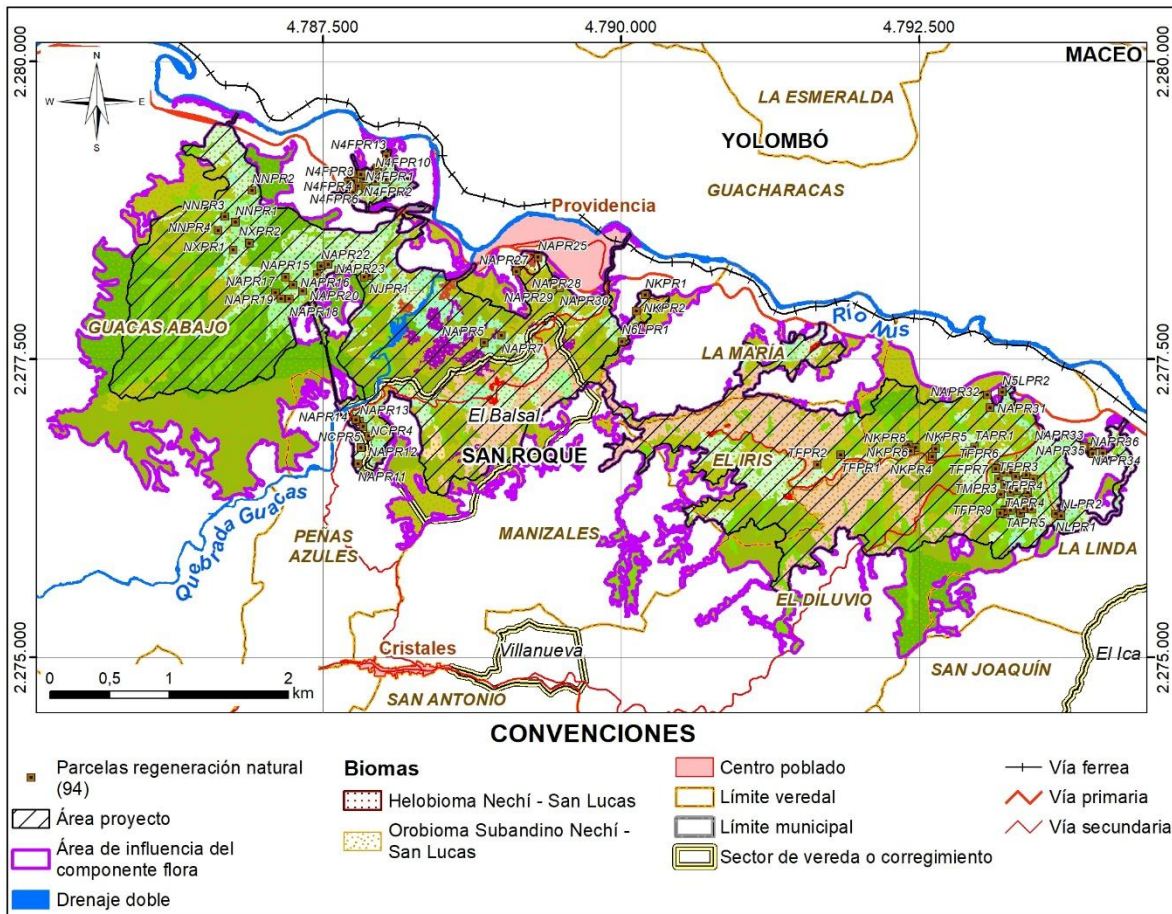 4.787.500
4.790.000
4.792.500
2.280.000
MACEO
2.280.000
N
W
E
S
LA ESMERALDA
YOLOMBÓ
GUACHARACAS
N4FPR13
N4FPR10
N4FPR3
N4FPR1
N4FPR4
N4FPR2
N4FPR6
NNPR2
NNPR3
NNPR1
NNPR4
NXPR2
NXPR1
Providencia
NAPR25
NAPR27
NAPR28
NAPR29
NAPR30
NAPR22
NAPR15
NAPR23
NAPR17
NAPR16
NJPR1
NAPR19
NAPR20
NAPR18
NKPR1
NKPR2
N6LPR1
NAPR5
NAPR7
GUACAS ABAJO
2.277.500
Río Nus
LA MARÍA
2.277.500
N5LPR2
NAPR32
NAPR31
El Balsal
SAN ROQUE
NAPR14
NAPR13
NCPR5
NCPR4
NAPR12
NAPR11
EL IRIS
TFPR2
TFPR1
NKPR8
NKPR5
TAPR1
NAPR33
NAPR36
NKPR6
TFPR6
NAPR35
NKPR4
TFPR7
TFPR3
NAPR34
TMPR3
TFPR4
TFPR9
TAPR4
NLPR2
TAPR5
NLPR1
Quebrada Guacas
PEÑAS
AZULES
MANIZALES
LA LINDA
EL DILUVIO
2.275.000
Cristales
Villanueva
SAN ANTONIO
SAN JOAQUÍN
El Ica
2.275.000
0 0,5 1 2
km
CONVENCIONES
Parcelas regeneración natural
(94)
Área proyecto
Área de influencia del
componente flora
Drenaje doble
Biomas
Helobioma Nechí - San Lucas
Orobioma Subandino Nechí -
San Lucas
Centro poblado
Límite veredal
Límite municipal
Sector de vereda o corregimiento
Vía ferrea
Vía primaria
Vía secundaria